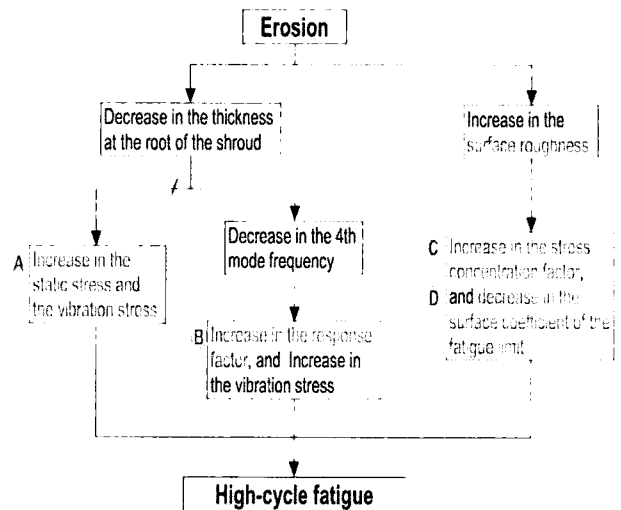 Erosion
Decrease in the thickness
at the root of the shroud
Increase in the
surface roughness
A Increase in the
static stress and
the vibration stress
Decrease in the 4th
mode frequency
B Increase in the response
factor, and Increase in
the vibration stress
C Increase in the stress
concentration factor,
D and decrease in the
surface coefficient of the
fatigue limit
High-cycle fatigue